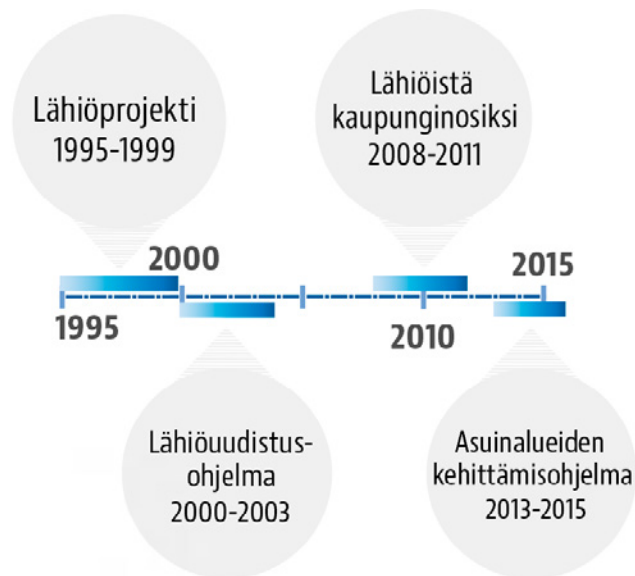 Lähiöprojekti
1995-1999
Lähiöistä
kaupunginosiksi
2008-2011
2000
2015
1995
2010
Lähiöuudistus-
ohjelma
2000-2003
Asuinalueiden
kehittämisohjelma
2013-2015